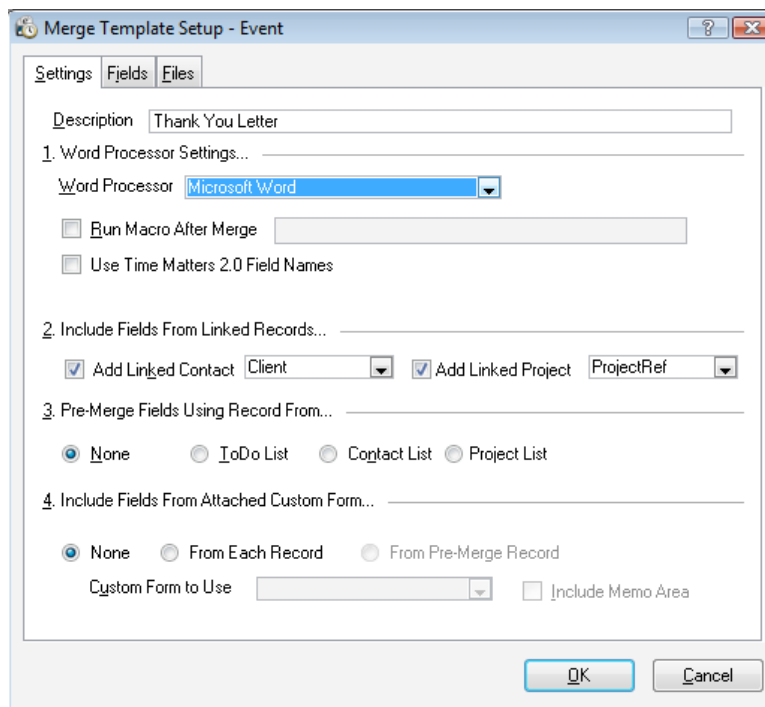 Merge Template Setup - Event
Settings Fields Files
Description Thank You Letter
1. Word Processor Settings...
Word Processor Microsoft Word
Run Macro After Merge
Use Time Matters 2.0 Field Names
2. Include Fields From Linked Records...
Add Linked Contact Client Add Linked Project ProjectRef
3. Pre-Merge Fields Using Record From...
None ToDo List Contact List Project List
4. Include Fields From Attached Custom Form...
None From Each Record From Pre-Merge Record
Custom Form to Use Include Memo Area
OK Cancel